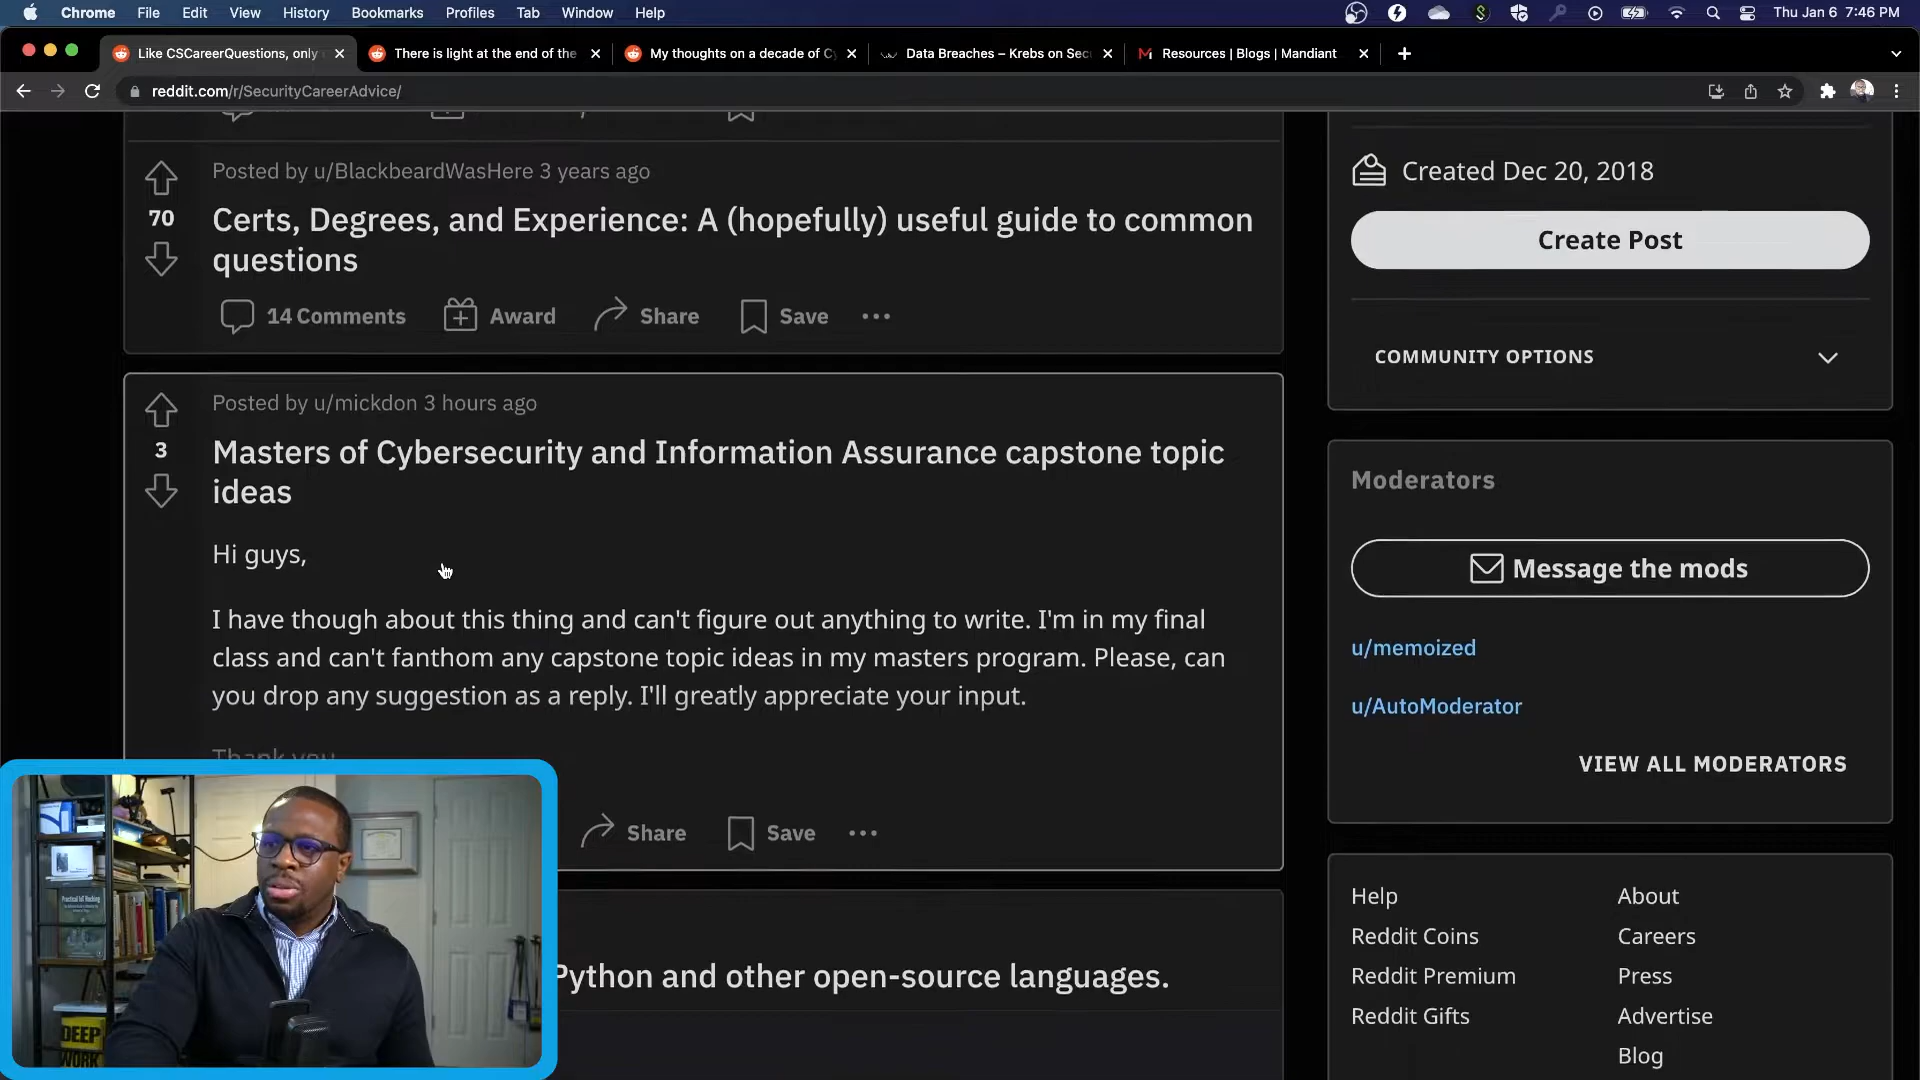 Chrome File Edit View History Bookmarks Profiles Tab Window Help
Thu Jan 6 7:46 PM
Like CSCareerQuestions, only
There is light at the end of the
My thoughts on a decade of
Data Breaches – Krebs on Sec
Resources | Blogs | Mandiant
reddit.com/r/SecurityCareerAdvice/
Posted by u/BlackbeardWasHere 3 years ago
70
Certs, Degrees, and Experience: A (hopefully) useful guide to common
questions
14 Comments Award Share Save
Posted by u/mickdon 3 hours ago
3
Masters of Cybersecurity and Information Assurance capstone topic
ideas
Hi guys,
I have though about this thing and can't figure out anything to write. I'm in my final
class and can't fanthom any capstone topic ideas in my masters program. Please, can
you drop any suggestion as a reply. I'll greatly appreciate your input.
Thank you
Share Save
Python and other open-source languages.
Created Dec 20, 2018
Create Post
COMMUNITY OPTIONS
Moderators
Message the mods
u/memoized
u/AutoModerator
VIEW ALL MODERATORS
Help About
Reddit Coins Careers
Reddit Premium Press
Reddit Gifts Advertise
Blog
Practical IoT Hacking
DEEP
WORK